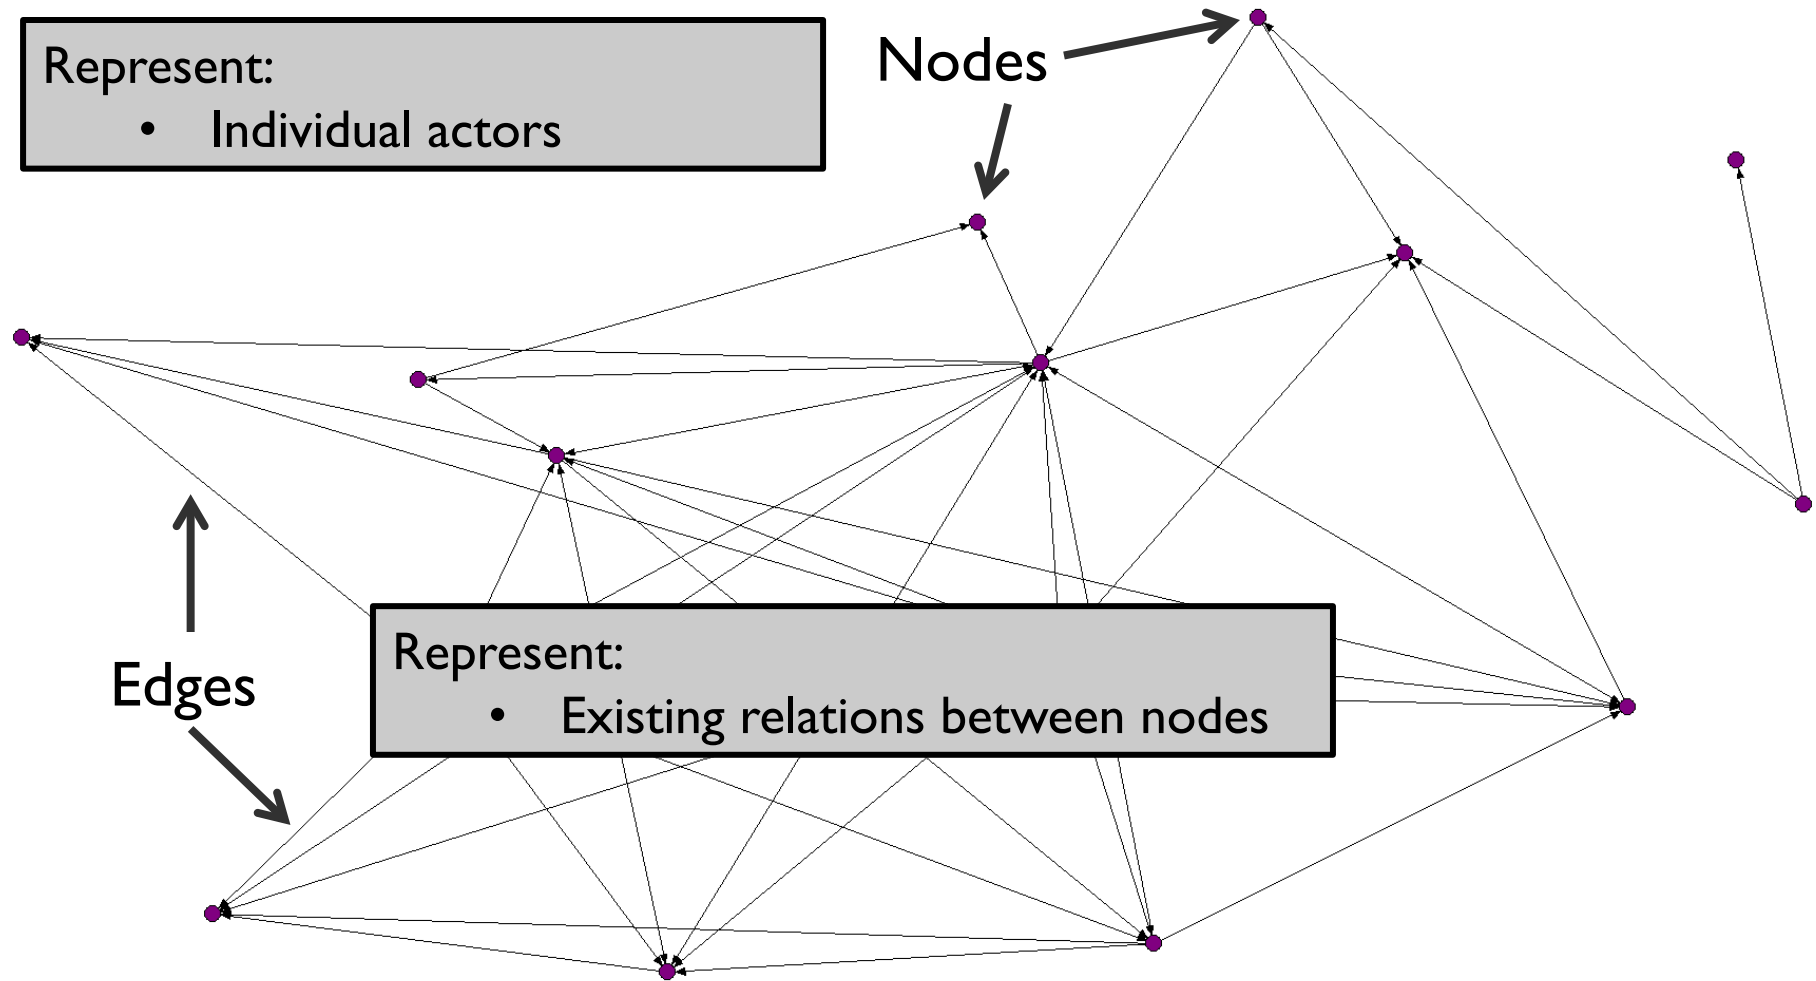 Represent:
• Individual actors
Nodes
Edges
Represent:
• Existing relations between nodes